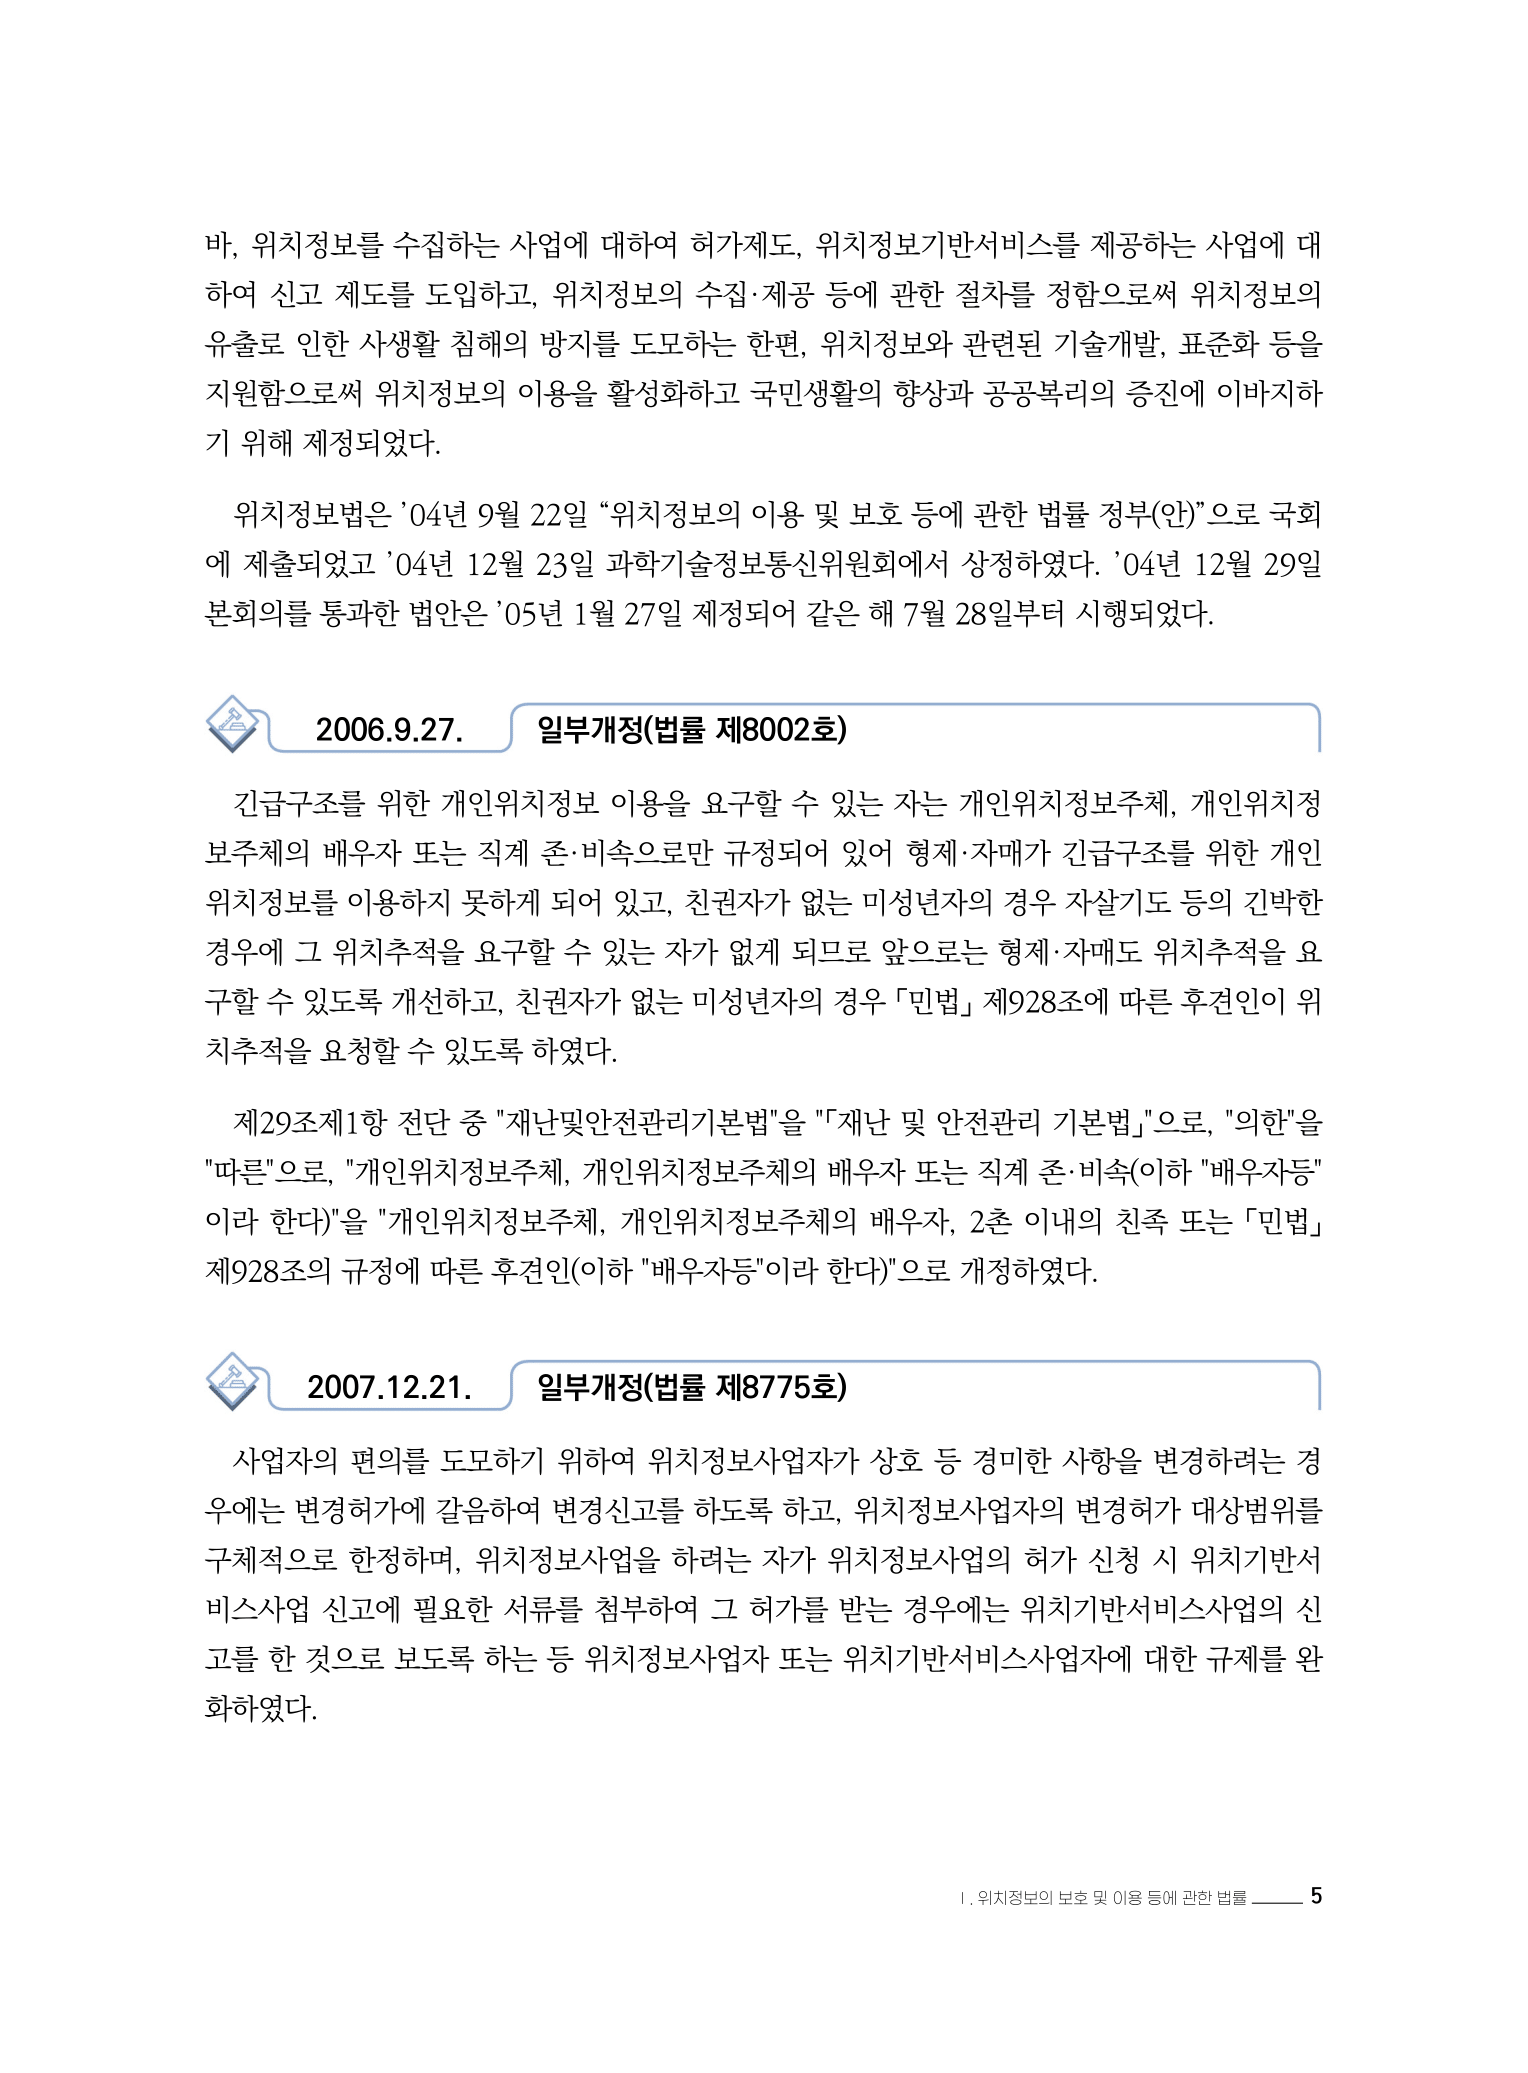 바, 위치정보를 수집하는 사업에 대하여 허가제도, 위치정보기반서비스를 제공하는 사업에 대
하여 신고 제도를 도입하고, 위치정보의 수집·제공 등에 관한 절차를 정함으로써 위치정보의
유출로 인한 사생활 침해의 방지를 도모하는 한편, 위치정보와 관련된 기술개발, 표준화 등을
지원함으로써 위치정보의 이용을 활성화하고 국민생활의 향상과 공공복리의 증진에 이바지하
기 위해 제정되었다.
위치정보법은 ’04년 9월 22일 “위치정보의 이용 및 보호 등에 관한 법률 정부(안)”으로 국회
에 제출되었고 ’04년 12월 23일 과학기술정보통신위원회에서 상정하였다. ’04년 12월 29일
본회의를 통과한 법안은 ’05년 1월 27일 제정되어 같은 해 7월 28일부터 시행되었다.
2006.9.27. 일부개정(법률 제8002호)
긴급구조를 위한 개인위치정보 이용을 요구할 수 있는 자는 개인위치정보주체, 개인위치정
보주체의 배우자 또는 직계 존·비속으로만 규정되어 있어 형제·자매가 긴급구조를 위한 개인
위치정보를 이용하지 못하게 되어 있고, 친권자가 없는 미성년자의 경우 자살기도 등의 긴박한
경우에 그 위치추적을 요구할 수 있는 자가 없게 되므로 앞으로는 형제·자매도 위치추적을 요
구할 수 있도록 개선하고, 친권자가 없는 미성년자의 경우 「민법」 제928조에 따른 후견인이 위
치추적을 요청할 수 있도록 하였다.
제29조제1항 전단 중 "재난및안전관리기본법"을 "「재난 및 안전관리 기본법」"으로, "의한"을
"따른"으로, "개인위치정보주체, 개인위치정보주체의 배우자 또는 직계 존·비속(이하 "배우자등"
이라 한다)"을 "개인위치정보주체, 개인위치정보주체의 배우자, 2촌 이내의 친족 또는 「민법」
제928조의 규정에 따른 후견인(이하 "배우자등"이라 한다)"으로 개정하였다.
2007.12.21. 일부개정(법률 제8775호)
사업자의 편의를 도모하기 위하여 위치정보사업자가 상호 등 경미한 사항을 변경하려는 경
우에는 변경허가에 갈음하여 변경신고를 하도록 하고, 위치정보사업자의 변경허가 대상범위를
구체적으로 한정하며, 위치정보사업을 하려는 자가 위치정보사업의 허가 신청 시 위치기반서
비스사업 신고에 필요한 서류를 첨부하여 그 허가를 받는 경우에는 위치기반서비스사업의 신
고를 한 것으로 보도록 하는 등 위치정보사업자 또는 위치기반서비스사업자에 대한 규제를 완
화하였다.
Ⅰ. 위치정보의 보호 및 이용 등에 관한 법률 5